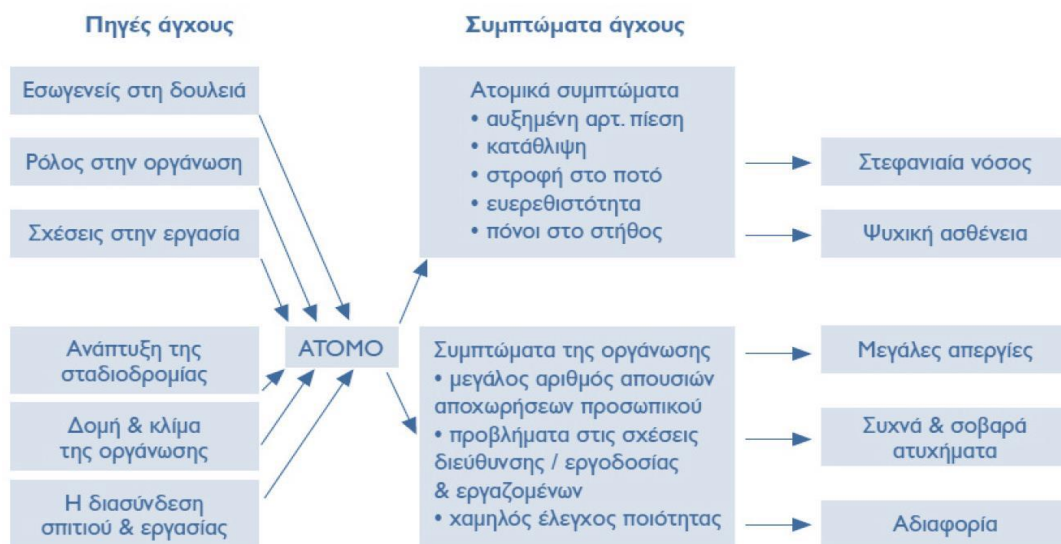 Πηγές άγχους
Συμπτώματα άγχους
Εσωγενείς στη δουλειά
Ρόλος στην οργάνωση
Σχέσεις στην εργασία
Ανάπτυξη της
σταδιοδρομίας
Δομή & κλίμα
της οργάνωσης
Η διασύνδεση
σπιτιού & εργασίας
ΑΤΟΜΟ
Ατομικά συμπτώματα
• αυξημένη αρτ. πίεση
• κατάθλιψη
• στροφή στο ποτό
• ευερεθιστότητα
• πόνοι στο στήθος
Συμπτώματα της οργάνωσης
• μεγάλος αριθμός απουσιών
αποχωρήσεων προσωπικού
• προβλήματα στις σχέσεις
διεύθυνσης / εργοδοσίας
& εργαζομένων
• χαμηλός έλεγχος ποιότητας
Στεφανιαία νόσος
Ψυχική ασθένεια
Μεγάλες απεργίες
Συχνά & σοβαρά
ατυχήματα
Αδιαφορία